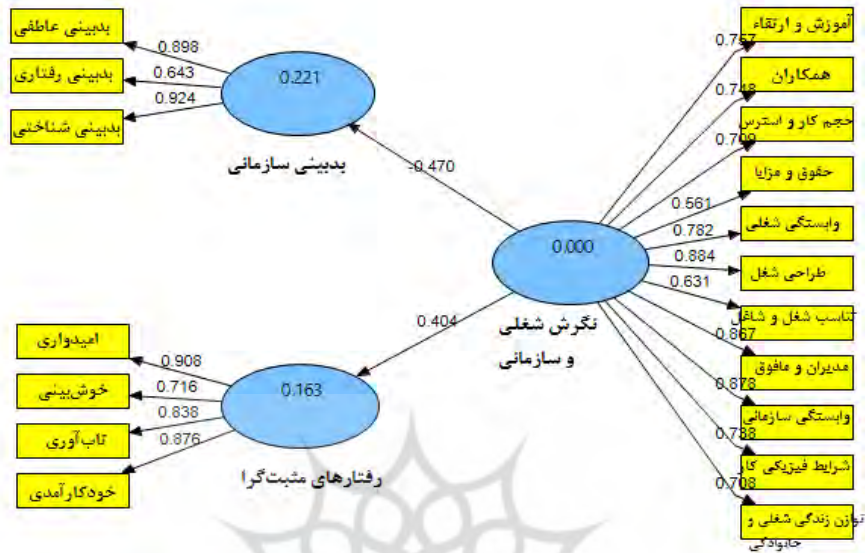 آموزش و ارتقاء
0.757
همکاران
0.748
حجم کار و استرس
0.709
حقوق و مزایا
0.561
وابستگی شغلی
0.782
طراحی شغل
0.884
تناسب شغل و شاغل
0.631
مدیران و مافوق
0.867
وابستگی سازمانی
0.878
شرایط فیزیکی کار
0.738
توازن زندگی شغلی و
خانوادگی
0.708
0.000
نگرش شغلی
و سازمانی
-0.470
0.404
بدبینی عاطفی
0.898
بدبینی رفتاری
0.643
بدبینی شناختی
0.924
0.221
بدبینی سازمانی
امیدواری
0.908
خوش‌بینی
0.716
تاب‌آوری
0.838
خودکارآمدی
0.876
0.163
رفتارهای مثبت‌گرا